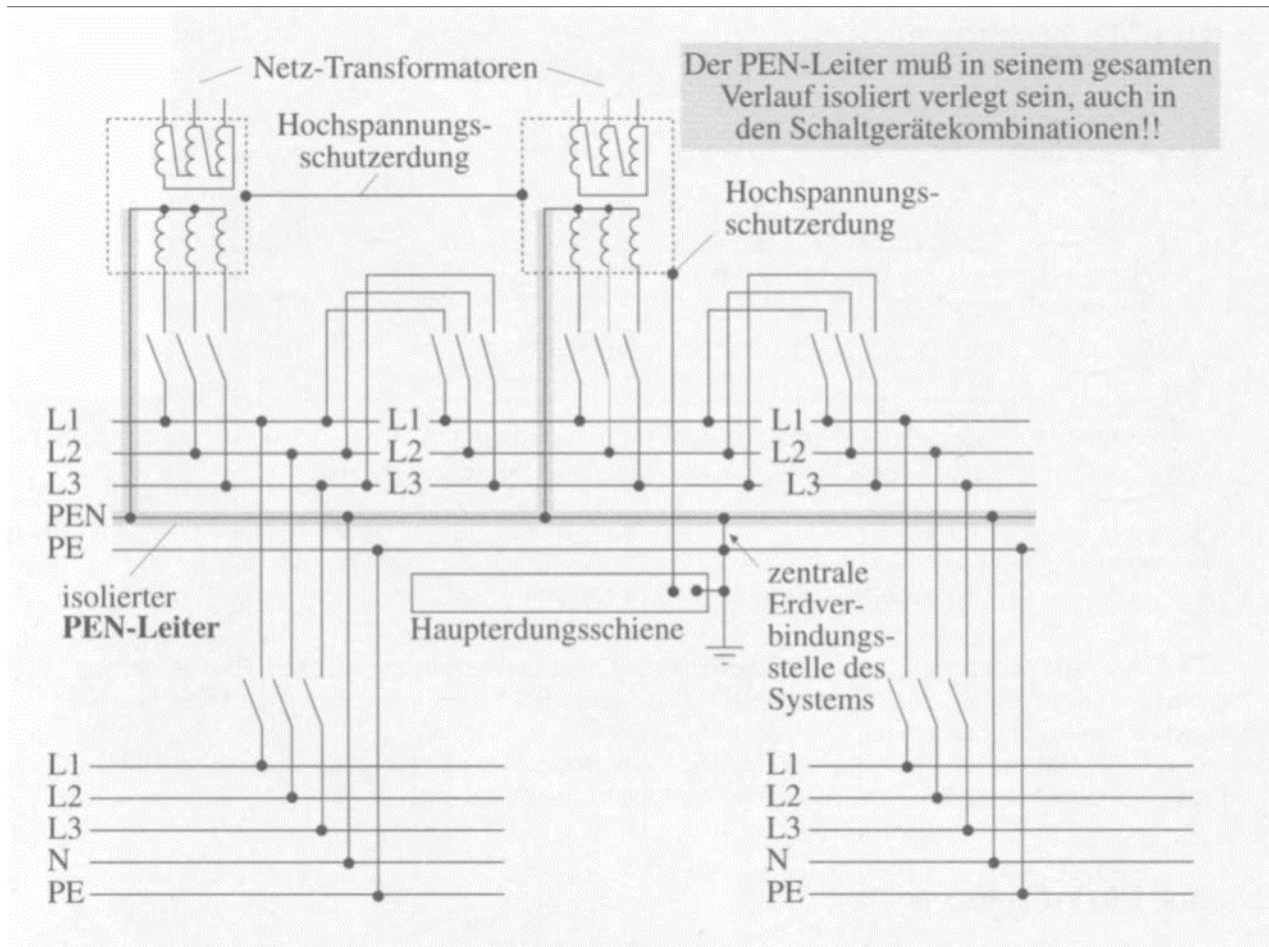 Netz-Transformatoren
Der PEN-Leiter muß in seinem gesamten
Verlauf isoliert verlegt sein, auch in
den Schaltgerätekombinationen!!
Hochspannungs-
schutzerdung
Hochspannungs-
schutzerdung
L1
L1
L1
L2
L2
L2
L3
L3
L3
PEN
PE
isolierter
PEN-Leiter
Haupterdungsschiene
zentrale
Erdver-
bindungs-
stelle des
Systems
L1
L2
L3
N
PE
L1
L2
L3
N
PE